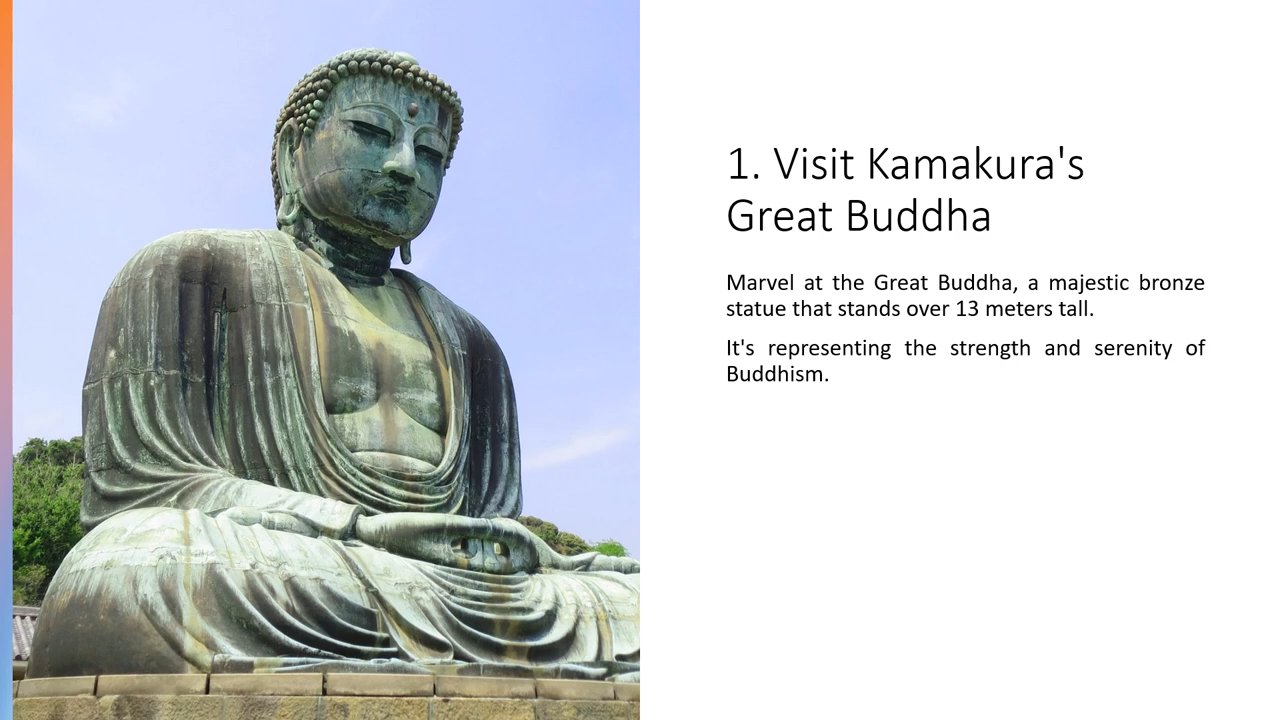 1. Visit Kamakura's
Great Buddha
Marvel at the Great Buddha, a majestic bronze
statue that stands over 13 meters tall.
It's representing the strength and serenity of
Buddhism.